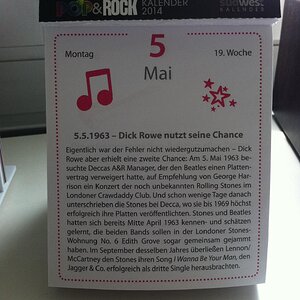 POP&ROCK KALENDER 2014
südwest
KALENDER
Montag 5 19. Woche
Mai
5.5.1963 – Dick Rowe nutzt seine Chance
Eigentlich war der Fehler nicht wiedergutzumachen – Dick
Rowe aber erhielt eine zweite Chance: Am 5. Mai 1963 be-
suchte Deccas A&R Manager, der den Beatles einen Platten-
vertrag verweigert hatte, auf Empfehlung von George Har-
rison ein Konzert der noch unbekannten Rolling Stones im
Londoner Crawdaddy Club. Und schon wenige Tage danach
unterschrieben die Stones bei Decca, wo sie bis 1969 höchst
erfolgreich ihre Platten veröffentlichten. Stones und Beatles
hatten sich bereits Mitte April 1963 kennen- und schätzen
gelernt, die beiden Bands sollen in der Londoner Stones-
Wohnung No. 6 Edith Grove sogar gemeinsam gejammt
haben. Im September desselben Jahres überließen Lennon/
McCartney den Stones ihren Song I Wanna Be Your Man, den
Jagger & Co. erfolgreich als dritte Single herausbrachten.